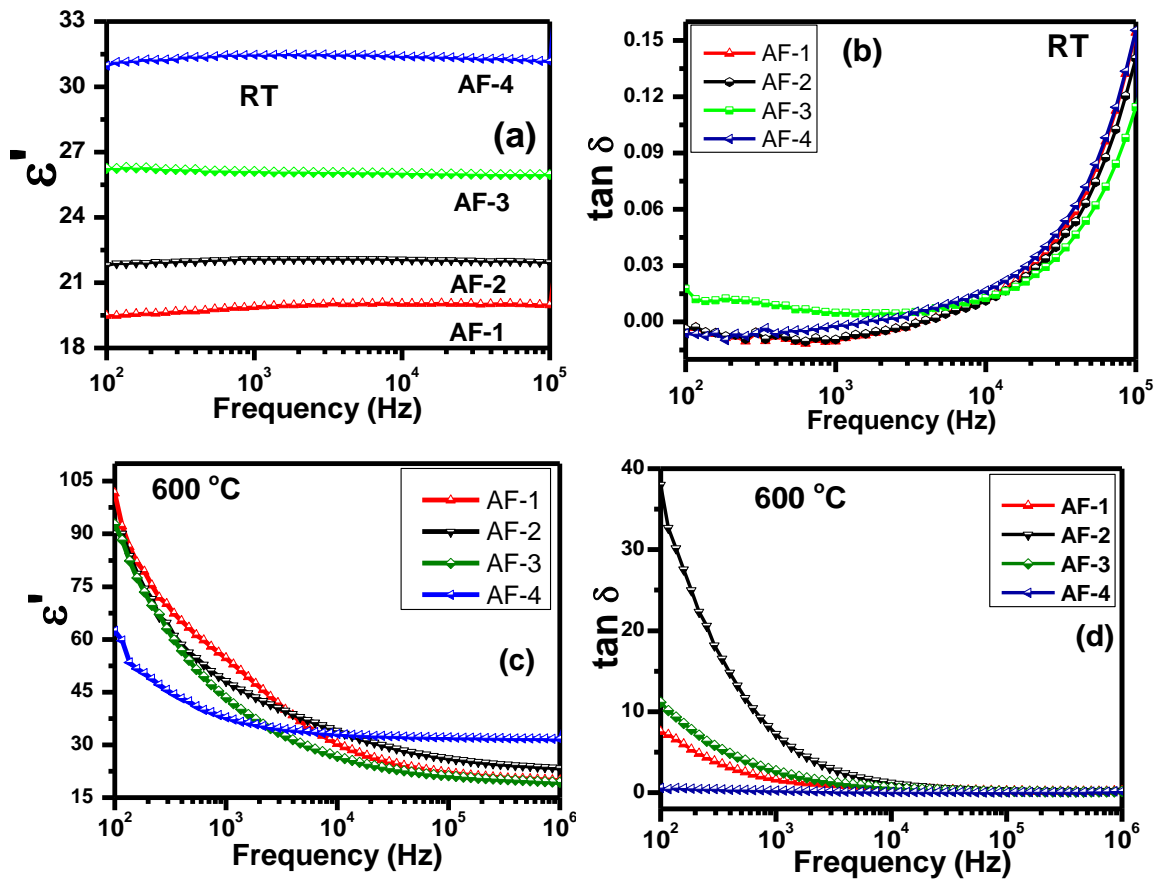 33
30
27
24
21
18
ε'
RT
AF-4
(a)
AF-3
AF-2
AF-1
10² 10³ 10⁴ 10⁵
Frequency (Hz)
0.15
0.12
0.09
0.06
0.03
0.00
tan δ
AF-1
AF-2
AF-3
AF-4
(b)
RT
10² 10³ 10⁴ 10⁵
Frequency (Hz)
105
90
75
60
45
30
15
ε'
600 °C
AF-1
AF-2
AF-3
AF-4
(c)
10² 10³ 10⁴ 10⁵ 10⁶
Frequency (Hz)
40
30
20
10
0
tan δ
600 °C
AF-1
AF-2
AF-3
AF-4
(d)
10² 10³ 10⁴ 10⁵ 10⁶
Frequency (Hz)